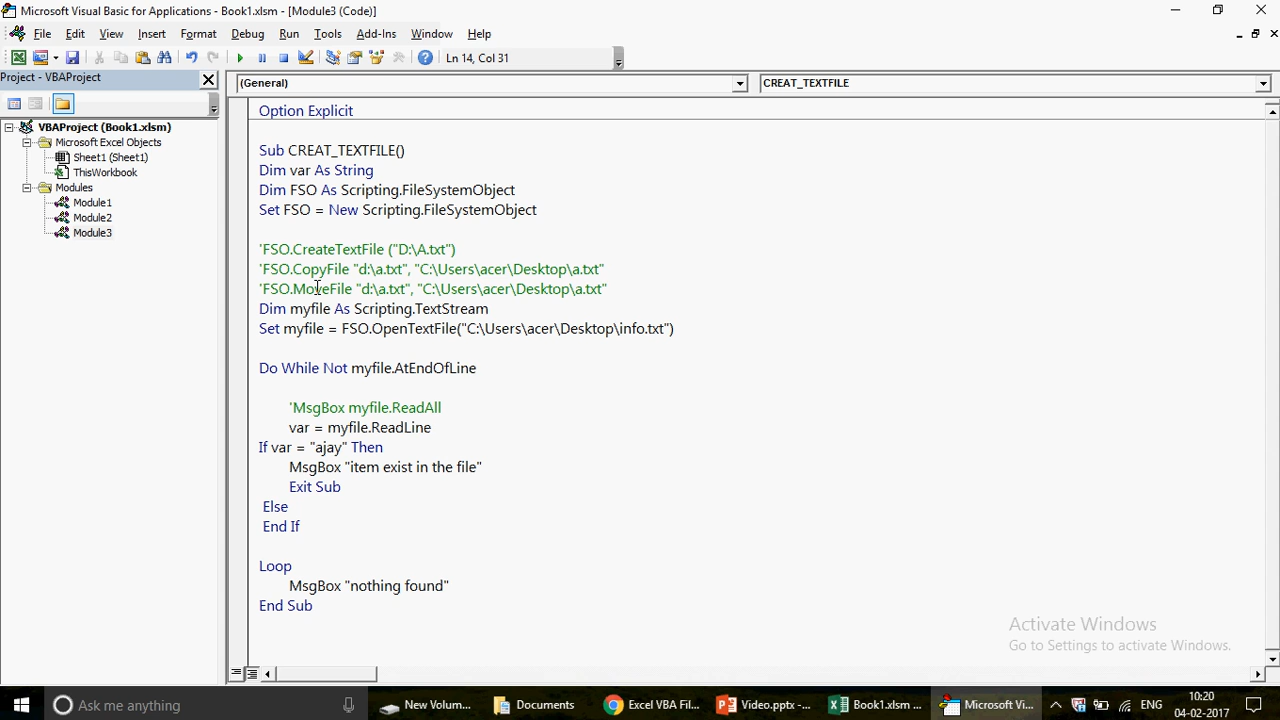 Microsoft Visual Basic for Applications - Book1.xlsm - [Module3 (Code)]
File Edit View Insert Format Debug Run Tools Add-Ins Window Help
Ln 14, Col 31
Project - VBAProject
(General) CREAT_TEXTFILE
VBAProject (Book1.xlsm)
Microsoft Excel Objects
Sheet1 (Sheet1)
ThisWorkbook
Modules
Module1
Module2
Module3
Option Explicit
Sub CREAT_TEXTFILE()
Dim var As String
Dim FSO As Scripting.FileSystemObject
Set FSO = New Scripting.FileSystemObject
'FSO.CreateTextFile ("D:\A.txt")
'FSO.CopyFile "d:\a.txt", "C:\Users\acer\Desktop\a.txt"
'FSO.MoveFile "d:\a.txt", "C:\Users\acer\Desktop\a.txt"
Dim myfile As Scripting.TextStream
Set myfile = FSO.OpenTextFile("C:\Users\acer\Desktop\info.txt")
Do While Not myfile.AtEndOfLine
'MsgBox myfile.ReadAll
var = myfile.ReadLine
If var = "ajay" Then
MsgBox "item exist in the file"
Exit Sub
Else
End If
Loop
MsgBox "nothing found"
End Sub
Activate Windows
Go to Settings to activate Windows.
Ask me anything
New Volum... Documents Excel VBA Fil... Video.pptx -... Book1.xlsm ... Microsoft Vi... ENG 10:20
04-02-2017